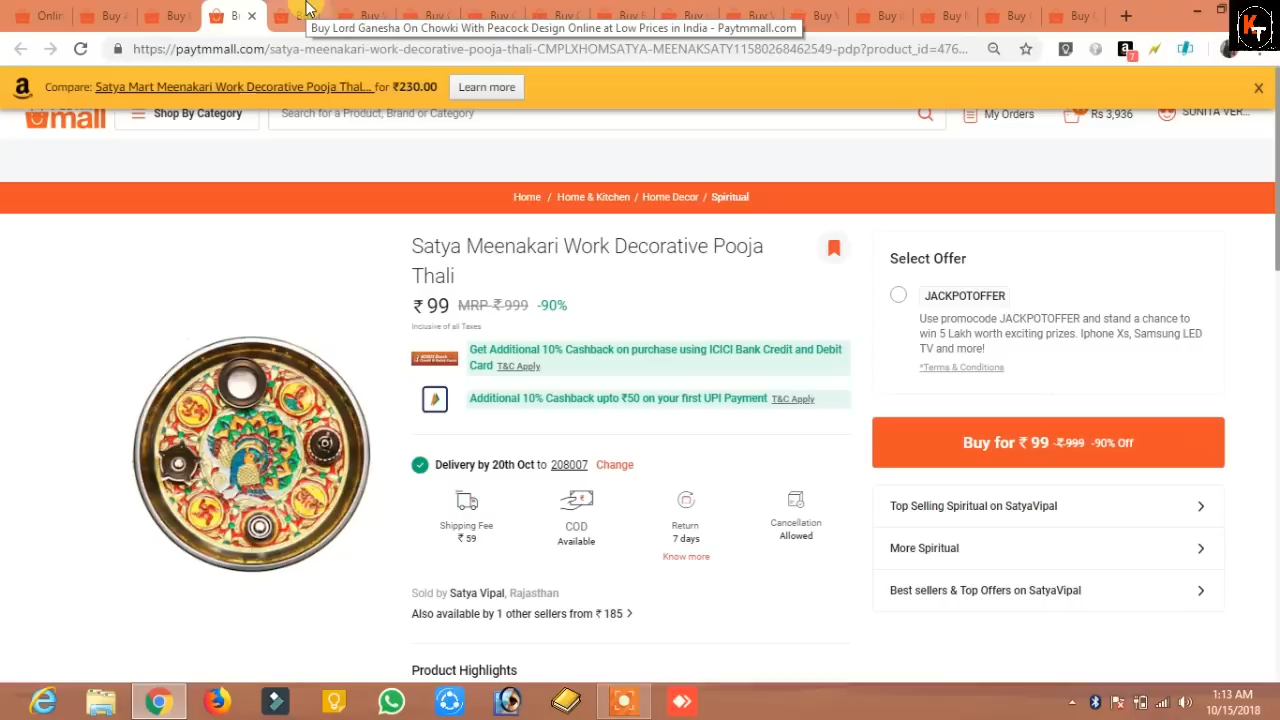 Onlir
Buy
Buy
Bu
Buy Lord Ganesha On Chowki With Peacock Design Online at Low Prices in India - Paytmmall.com
https://paytmmall.com/satya-meenakari-work-decorative-pooja-thali-CMPLXHOMSATYA-MEENAKSATY11580268462549-pdp?product_id=476...
7
KT
Compare: Satya Mart Meenakari Work Decorative Pooja Thal... for ₹230.00
Learn more
x
mall
Shop By Category
Search for a Product, Brand or Category
My Orders
Rs 3,936
SUNITA VER...
Home / Home & Kitchen / Home Decor / Spiritual
Satya Meenakari Work Decorative Pooja
Thali
₹ 99 MRP ₹ 999 -90%
Inclusive of all Taxes
Get Additional 10% Cashback on purchase using ICICI Bank Credit and Debit
Card T&C Apply
Additional 10% Cashback upto ₹50 on your first UPI Payment T&C Apply
Delivery by 20th Oct to 208007 Change
Shipping Fee
₹ 59
COD
Available
Return
7 days
Know more
Cancellation
Allowed
Sold by Satya Vipal, Rajasthan
Also available by 1 other sellers from ₹ 185 >
Product Highlights
Select Offer
JACKPOTOFFER
Use promocode JACKPOTOFFER and stand a chance to
win 5 Lakh worth exciting prizes. Iphone Xs, Samsung LED
TV and more!
*Terms & Conditions
Buy for ₹ 99 ₹ 999 -90% Off
Top Selling Spiritual on SatyaVipal
More Spiritual
Best sellers & Top Offers on SatyaVipal
1:13 AM
10/15/2018